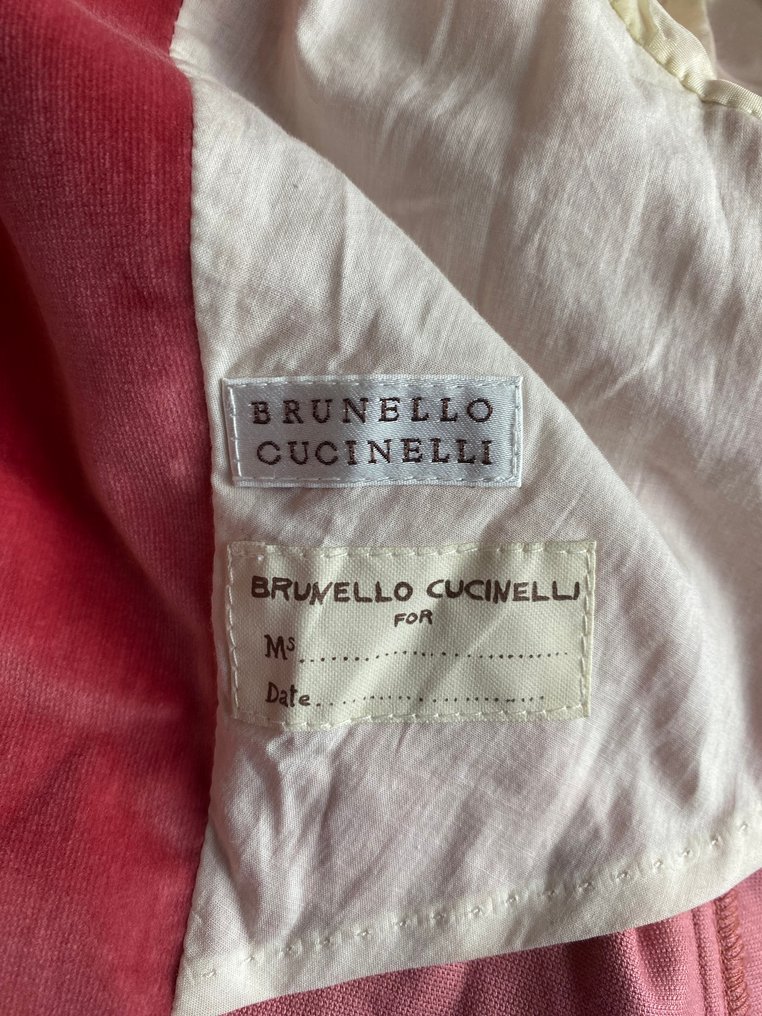 BRUNELLO
CUCINELLI
BRUNELLO CUCINELLI
FOR
Ms..............................
Date..........................